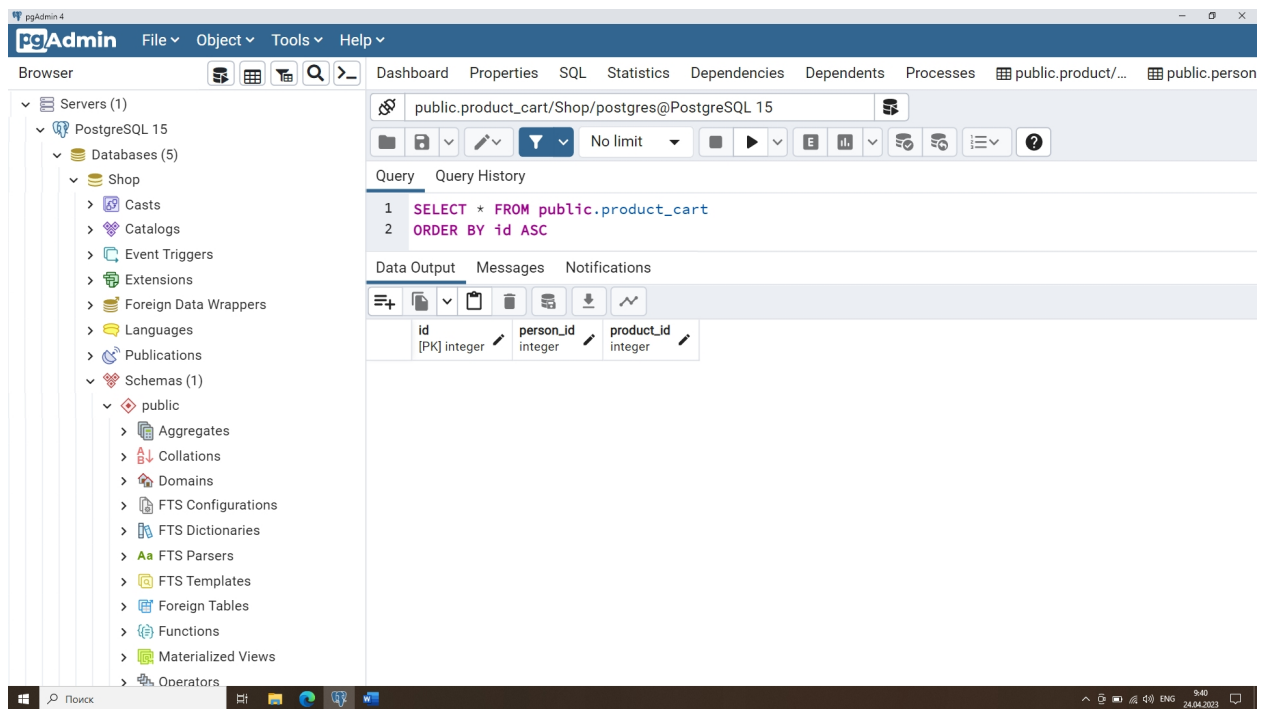 pgAdmin 4
pgAdmin File Object Tools Help
Browser
Dashboard Properties SQL Statistics Dependencies Dependents Processes public.product/... public.person
Servers (1)
PostgreSQL 15
Databases (5)
Shop
Casts
Catalogs
Event Triggers
Extensions
Foreign Data Wrappers
Languages
Publications
Schemas (1)
public
Aggregates
Collations
Domains
FTS Configurations
FTS Dictionaries
Aa FTS Parsers
FTS Templates
Foreign Tables
Functions
Materialized Views
Operators
public.product_cart/Shop/postgres@PostgreSQL 15
No limit
E
Query Query History
1 SELECT * FROM public.product_cart
2 ORDER BY id ASC
Data Output Messages Notifications
id person_id product_id
[PK] integer integer integer
Поиск
ENG
9:40
24.04.2023